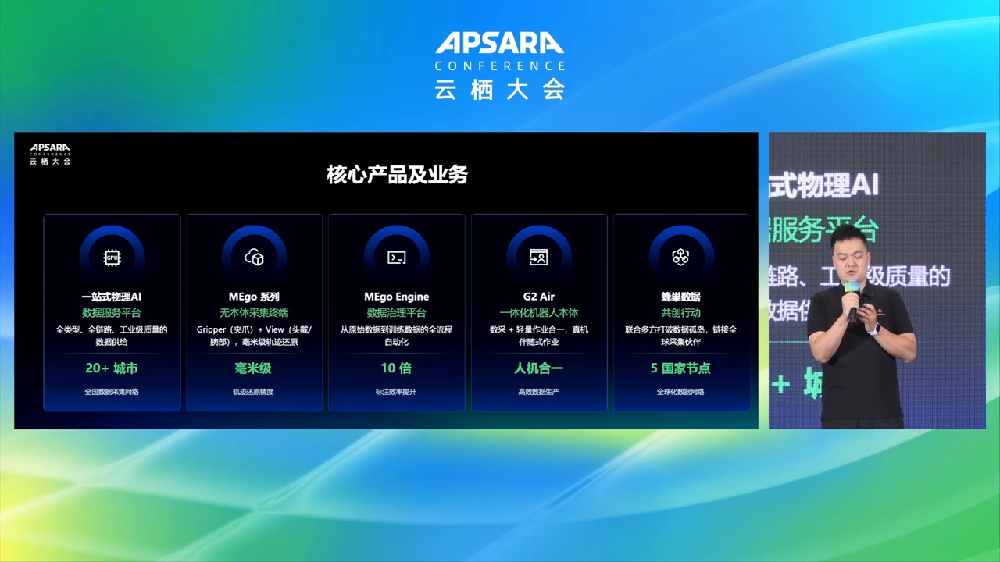 APSARA
CONFERENCE
云栖大会
APSARA
CONFERENCE
云栖大会
核心产品及业务
GPU
一站式物理AI
数据服务平台
全类型、全链路、工业级质量的
数据供给
20+ 城市
全国数据采集网络
MEgo 系列
无本体采集终端
Gripper（夹爪）+ View（头戴/
腕部），毫米级轨迹还原
毫米级
轨迹还原精度
MEgo Engine
数据治理平台
从原始数据到训练数据的全流程
自动化
10 倍
标注效率提升
G2 Air
一体化机器人本体
数采 + 轻量作业合一，真机
伴随式作业
人机合一
高效数据生产
蜂巢数据
共创行动
联合多方打破数据孤岛，链接全
球采集伙伴
5 国家节点
全球化数据网络
式物理AI
服务平台
链路、工 级质量的
数据供
+ 城